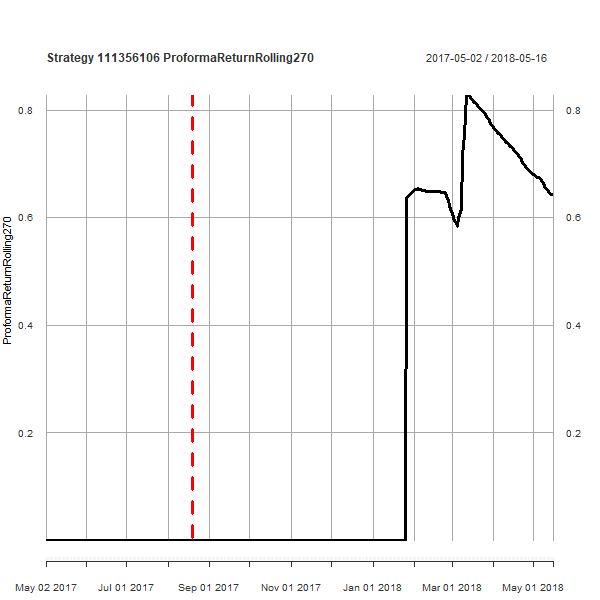 Strategy 111356106 ProformaReturnRolling270
2017-05-02 / 2018-05-16
ProformaReturnRolling270
0.8 0.8
0.6 0.6
0.4 0.4
0.2 0.2
May 02 2017 Jul 01 2017 Sep 01 2017 Nov 01 2017 Jan 01 2018 Mar 01 2018 May 01 2018